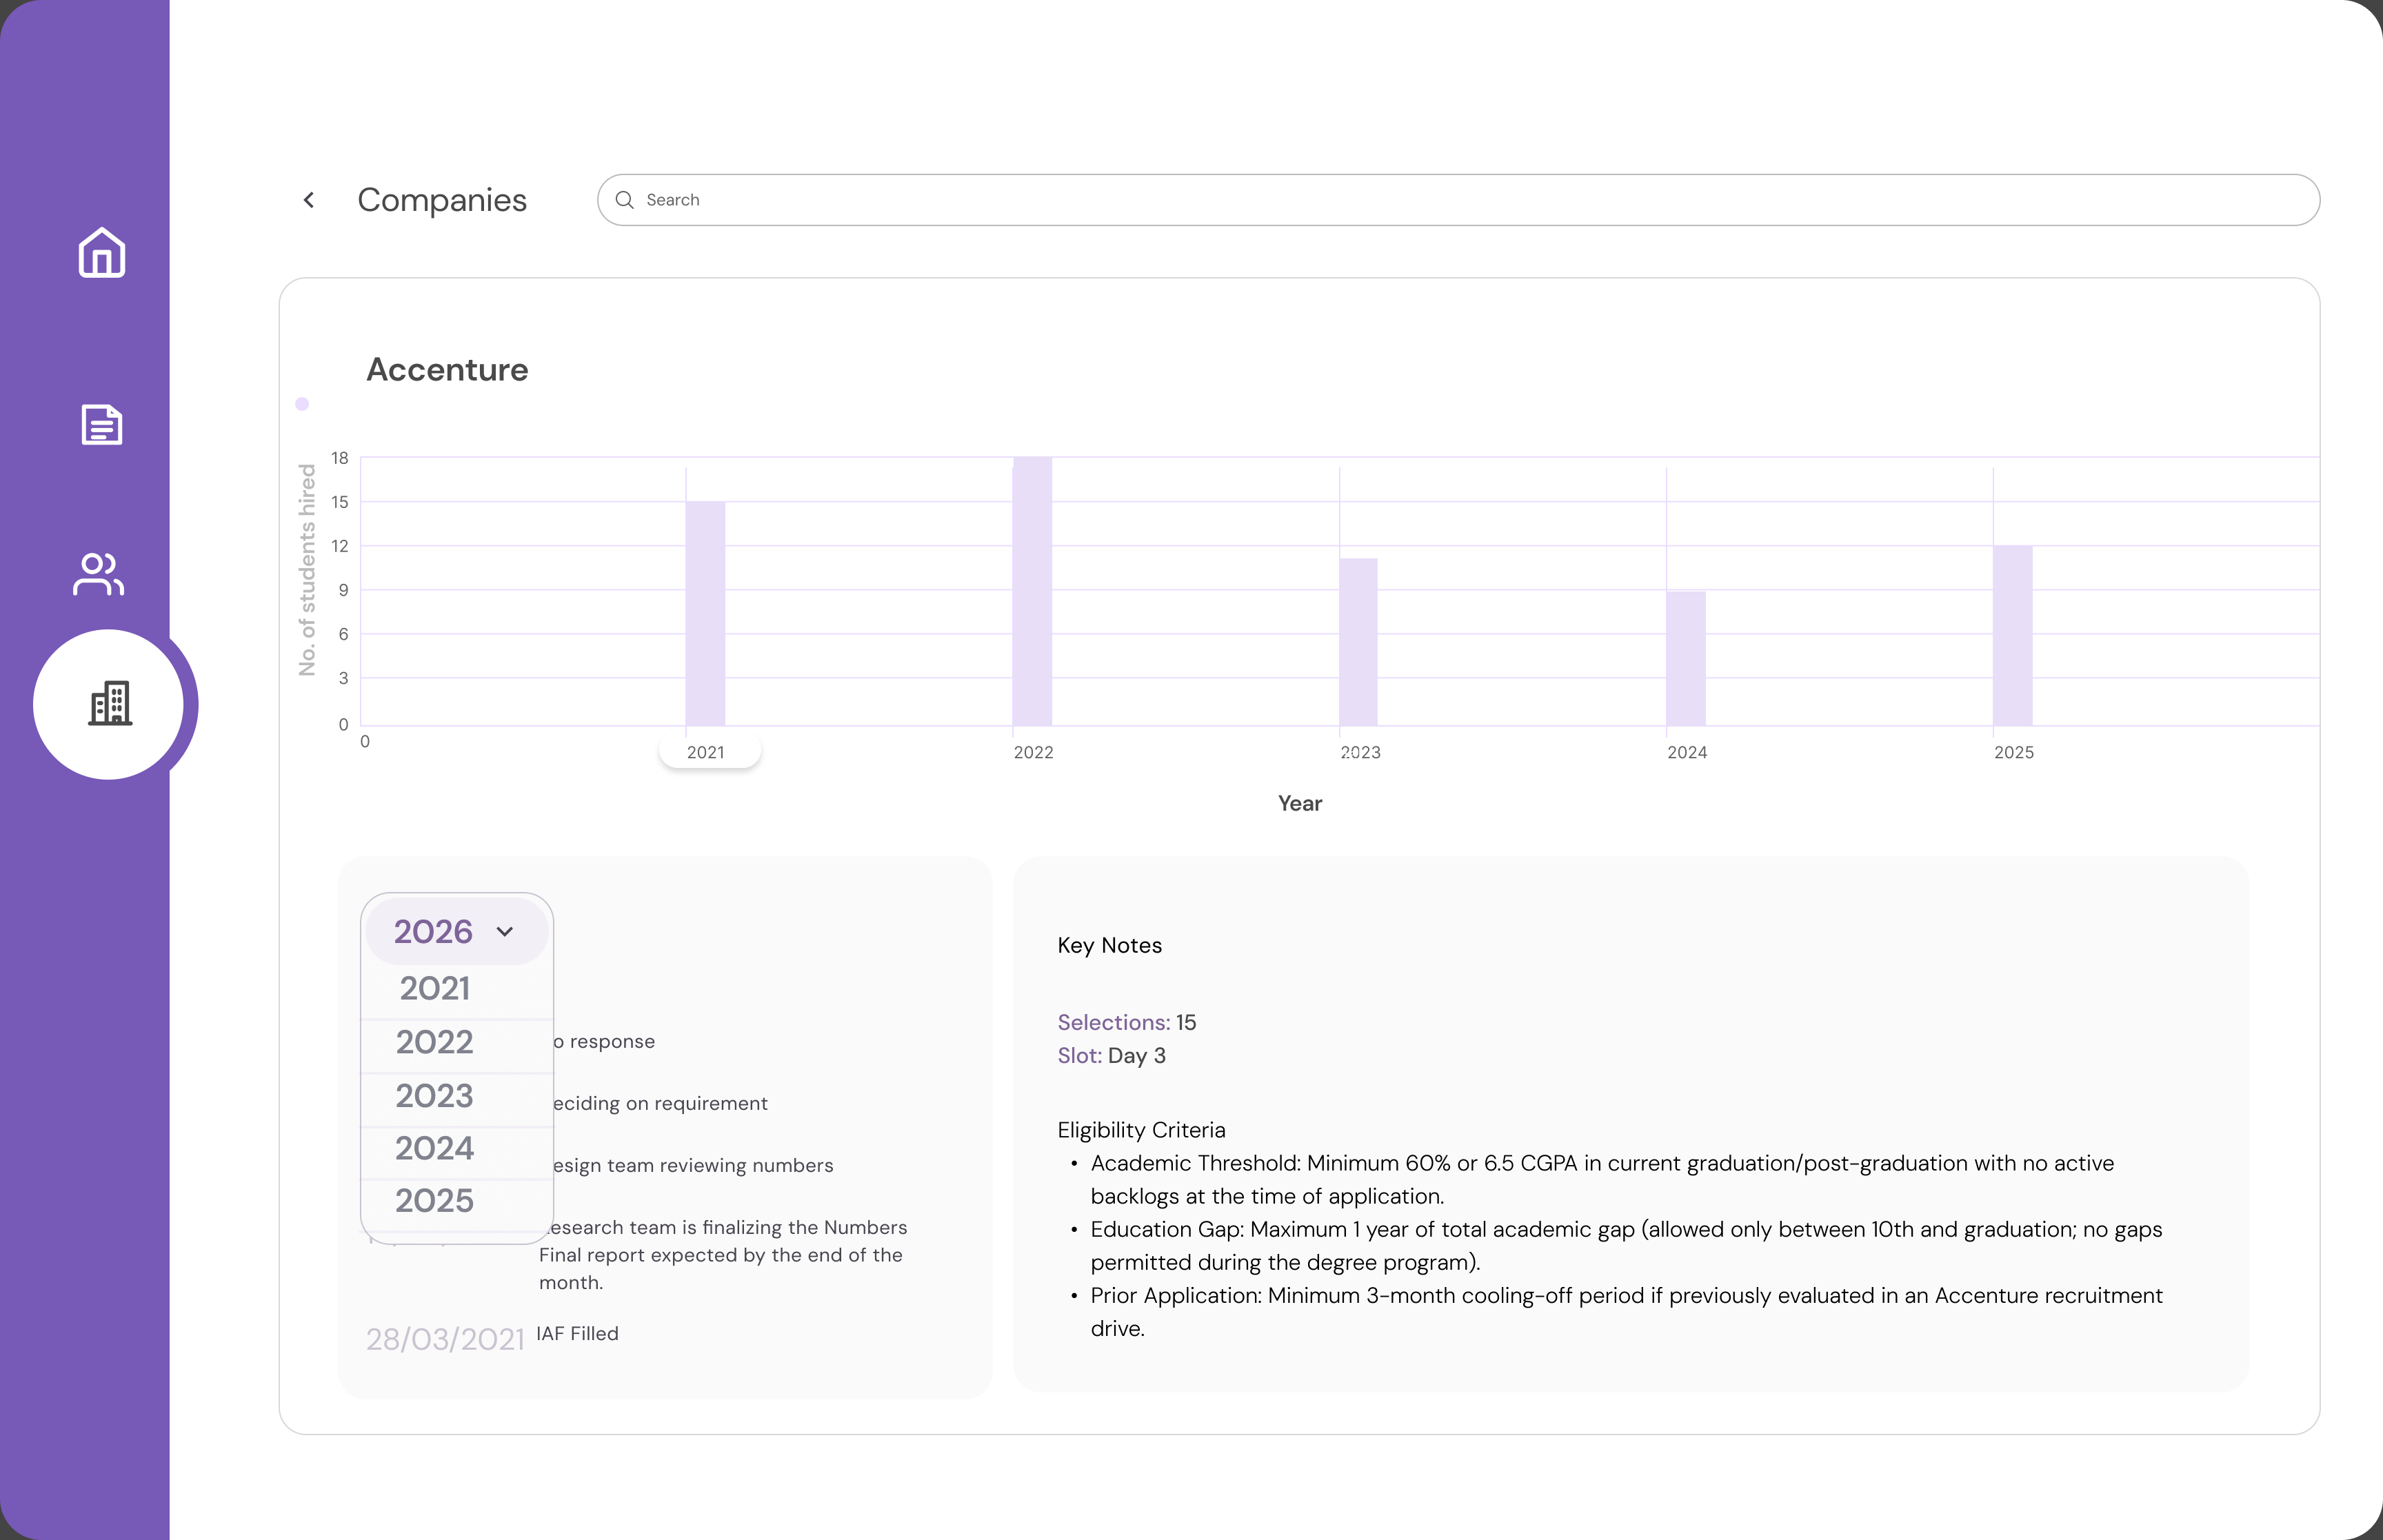 Companies
Search
Accenture
No. of students hired
18
15
12
9
6
3
0
0
2021
2022
2023
2024
2025
Year
2026
2021
2022
2023
2024
2025
o response
eciding on requirement
esign team reviewing numbers
esearch team is finalizing the Numbers
Final report expected by the end of the
month.
28/03/2021 IAF Filled
Key Notes
Selections: 15
Slot: Day 3
Eligibility Criteria
• Academic Threshold: Minimum 60% or 6.5 CGPA in current graduation/post-graduation with no active
backlogs at the time of application.
• Education Gap: Maximum 1 year of total academic gap (allowed only between 10th and graduation; no gaps
permitted during the degree program).
• Prior Application: Minimum 3-month cooling-off period if previously evaluated in an Accenture recruitment
drive.